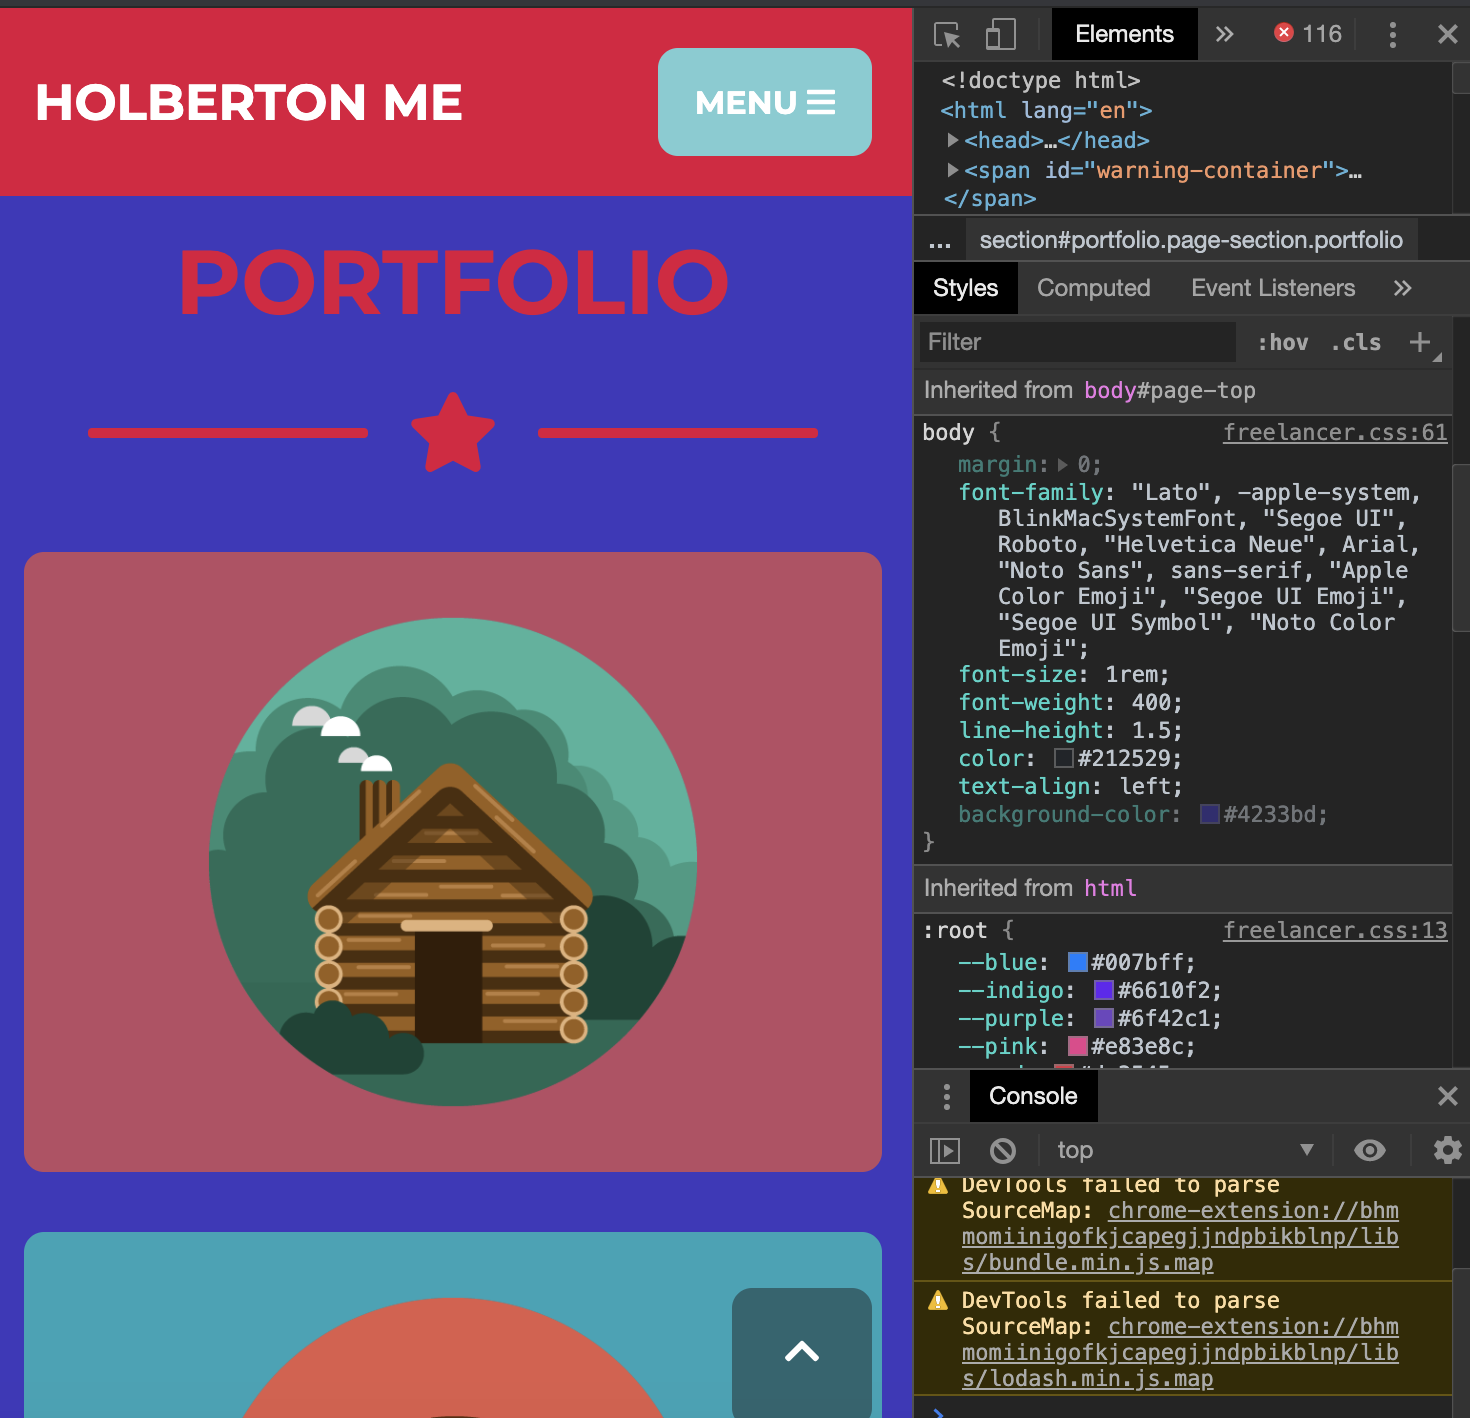 HOLBERTON ME
MENU
PORTFOLIO
Elements
116
<!doctype html>
<html lang="en">
<head>…</head>
<span id="warning-container">…
</span>
... section#portfolio.page-section.portfolio
Styles Computed Event Listeners
Filter :hov .cls
Inherited from body#page-top
body { freelancer.css:61
margin: 0;
font-family: "Lato", -apple-system,
BlinkMacSystemFont, "Segoe UI",
Roboto, "Helvetica Neue", Arial,
"Noto Sans", sans-serif, "Apple
Color Emoji", "Segoe UI Emoji",
"Segoe UI Symbol", "Noto Color
Emoji";
font-size: 1rem;
font-weight: 400;
line-height: 1.5;
color: #212529;
text-align: left;
background-color: #4233bd;
}
Inherited from html
:root { freelancer.css:13
--blue: #007bff;
--indigo: #6610f2;
--purple: #6f42c1;
--pink: #e83e8c;
Console
top
DevTools failed to parse
SourceMap: chrome-extension://bhm
momiinigofkjcapegjjndpbikblnp/lib
s/bundle.min.js.map
DevTools failed to parse
SourceMap: chrome-extension://bhm
momiinigofkjcapegjjndpbikblnp/lib
s/lodash.min.js.map